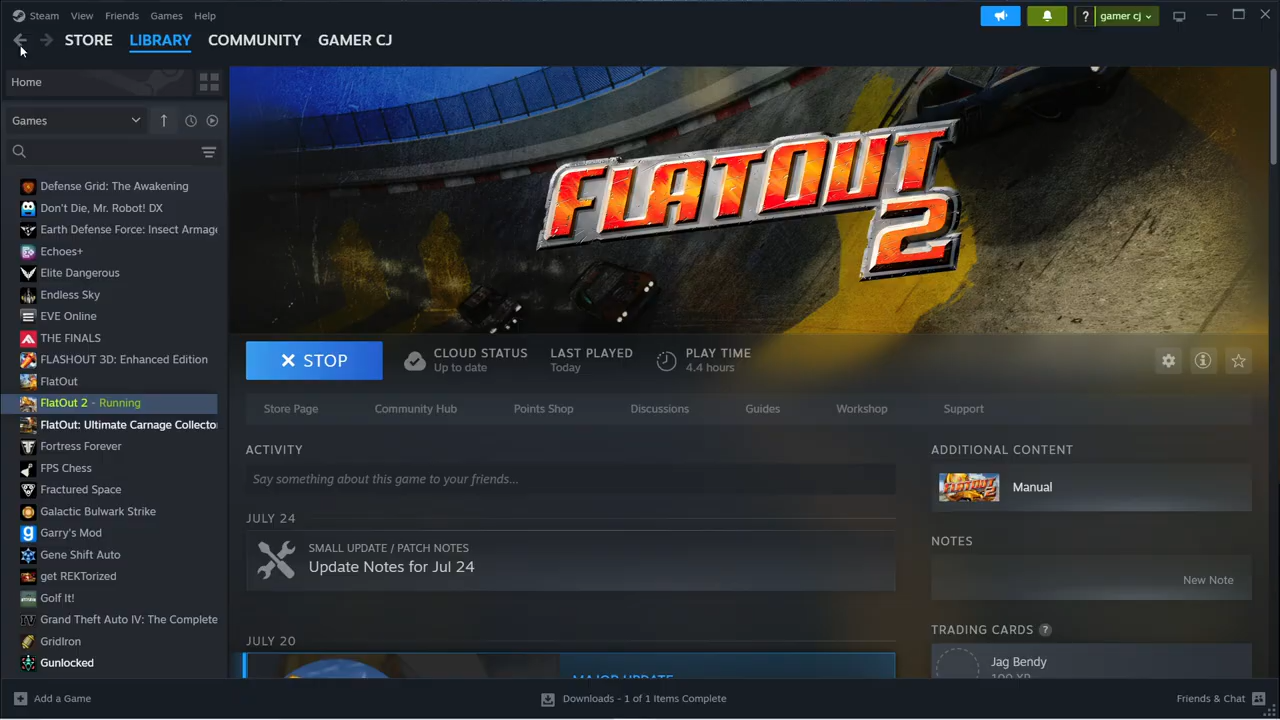 Steam View Friends Games Help
? gamer cj
STORE LIBRARY COMMUNITY GAMER CJ
Home
Games
FLATOUT
2
Defense Grid: The Awakening
Don't Die, Mr. Robot! DX
Earth Defense Force: Insect Armage
Echoes+
Elite Dangerous
Endless Sky
EVE Online
THE FINALS
FLASHOUT 3D: Enhanced Edition
FlatOut
FlatOut 2 - Running
FlatOut: Ultimate Carnage Collecto
Fortress Forever
FPS Chess
Fractured Space
Galactic Bulwark Strike
Garry's Mod
Gene Shift Auto
get REKTorized
Golf It!
Grand Theft Auto IV: The Complete
GridIron
Gunlocked
STOP
CLOUD STATUS
Up to date
LAST PLAYED
Today
PLAY TIME
4.4 hours
Store Page Community Hub Points Shop Discussions Guides Workshop Support
ACTIVITY
Say something about this game to your friends...
JULY 24
SMALL UPDATE / PATCH NOTES
Update Notes for Jul 24
JULY 20
MAJOR UPDATE
ADDITIONAL CONTENT
Manual
NOTES
New Note
TRADING CARDS ?
Jag Bendy
100 XP
Add a Game
Downloads - 1 of 1 Items Complete
Friends & Chat